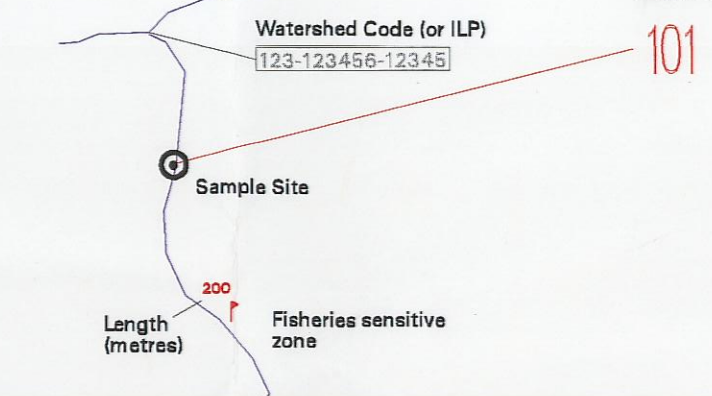 Watershed Code (or ILP)
123-123456-12345
101
Sample Site
200
Length
(metres)
Fisheries sensitive
zone